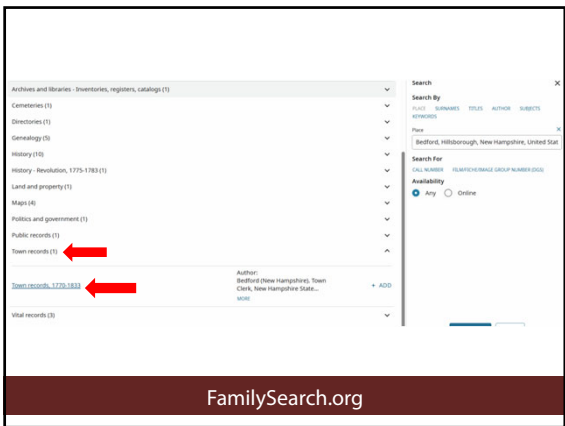 Archives and libraries - Inventories, registers, catalogs (1)
Cemeteries (1)
Directories (1)
Genealogy (5)
History (10)
History - Revolution, 1775-1783 (1)
Land and property (1)
Maps (4)
Politics and government (1)
Public records (1)
Town records (1)
Town records, 1770-1833
Author:
Bedford (New Hampshire). Town
Clerk, New Hampshire State...
MORE
+ ADD
Vital records (3)
Search
Search By
PLACE SURNAMES TITLES AUTHOR SUBJECTS
KEYWORDS
Place
Bedford, Hillsborough, New Hampshire, United Stat
Search For
CALL NUMBER FILM/FICHE/IMAGE GROUP NUMBER (DGS)
Availability
Any Online
FamilySearch.org